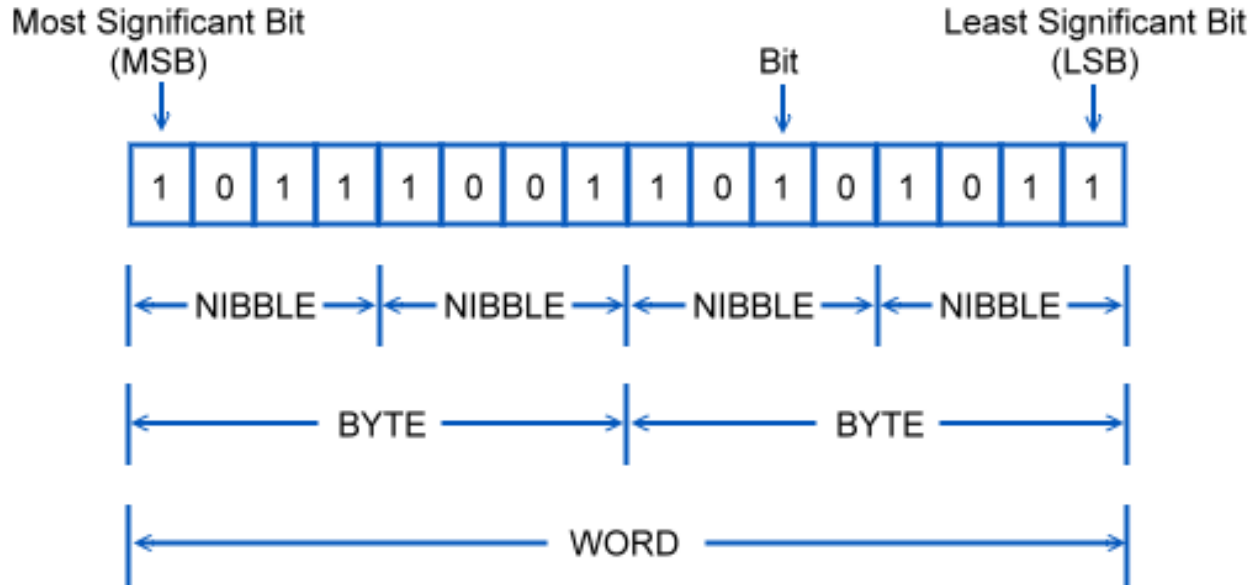 Most Significant Bit
(MSB)
Bit
Least Significant Bit
(LSB)
1 0 1 1 1 0 0 1 1 0 1 0 1 0 1 1
NIBBLE NIBBLE NIBBLE NIBBLE
BYTE BYTE
WORD